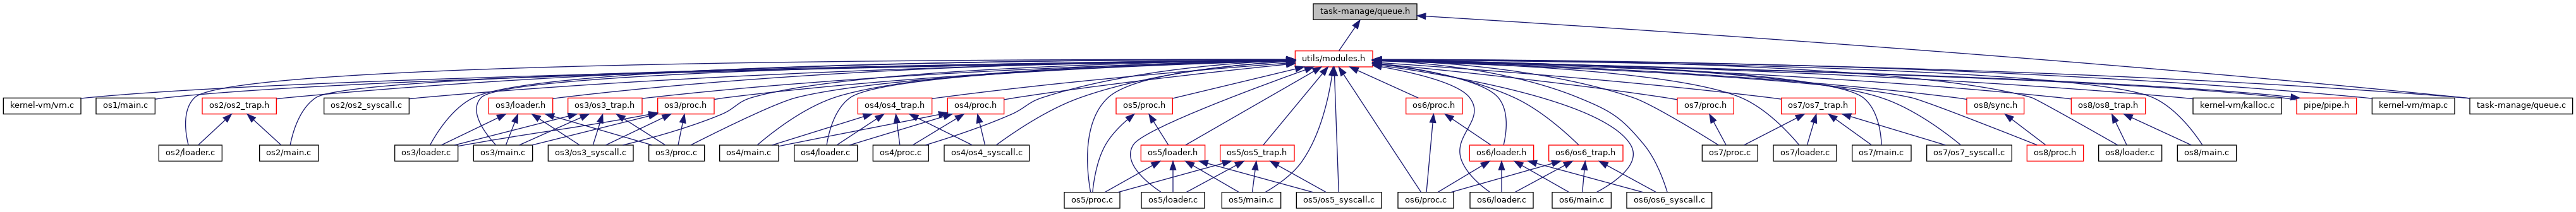 task-manage/queue.h
utils/modules.h
kernel-vm/vm.c
os1/main.c
os2/os2_trap.h
os2/os2_syscall.c
os3/loader.h
os3/os3_trap.h
os3/proc.h
os4/os4_trap.h
os4/proc.h
os5/proc.h
os6/proc.h
os7/proc.h
os7/os7_trap.h
os8/sync.h
os8/os8_trap.h
kernel-vm/kalloc.c
pipe/pipe.h
kernel-vm/map.c
task-manage/queue.c
os2/loader.c
os2/main.c
os3/loader.c
os3/main.c
os3/os3_syscall.c
os3/proc.c
os4/main.c
os4/loader.c
os4/proc.c
os4/os4_syscall.c
os5/loader.h
os5/os5_trap.h
os6/loader.h
os6/os6_trap.h
os7/proc.c
os7/loader.c
os7/main.c
os7/os7_syscall.c
os8/proc.h
os8/loader.c
os8/main.c
os5/proc.c
os5/loader.c
os5/main.c
os5/os5_syscall.c
os6/proc.c
os6/loader.c
os6/main.c
os6/os6_syscall.c